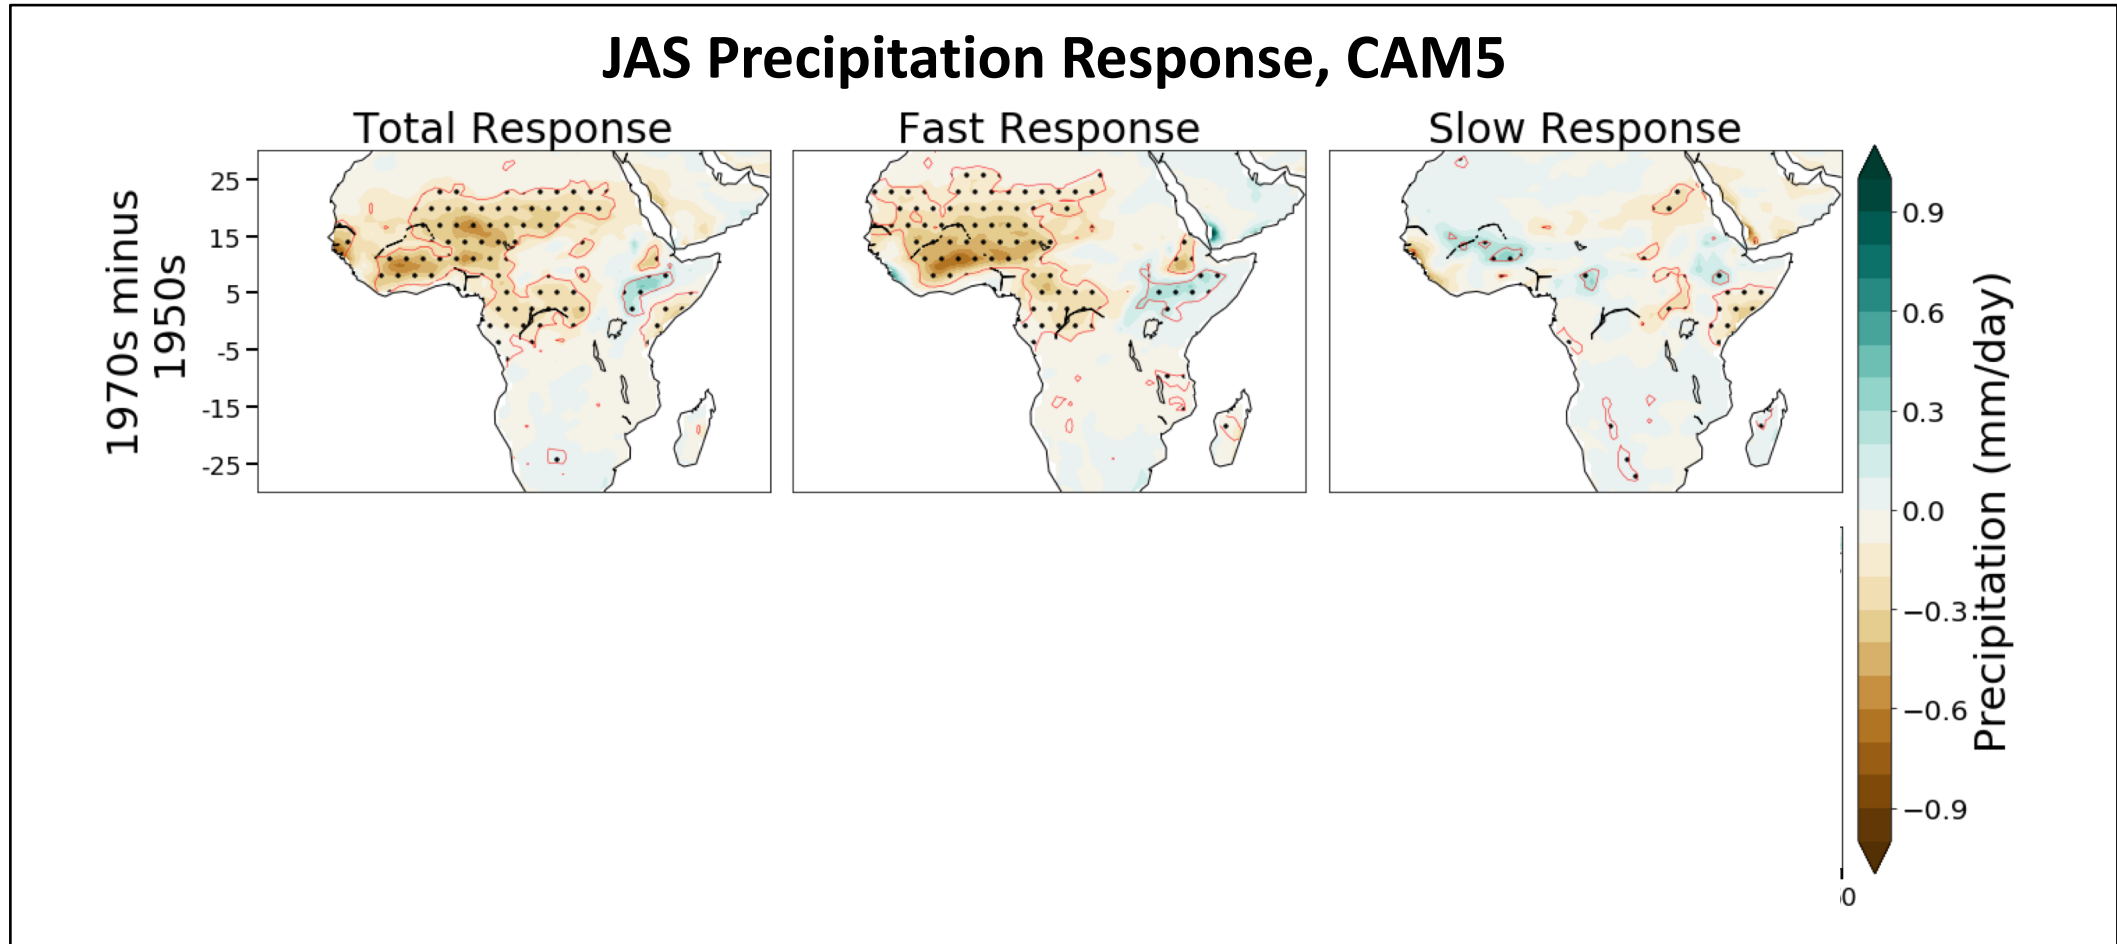 JAS Precipitation Response, CAM5
Total Response
Fast Response
Slow Response
1970s minus
1950s
25
15
5
-5
-15
-25
0.9
0.6
0.3
0.0
−0.3
−0.6
−0.9
Precipitation (mm/day)
0